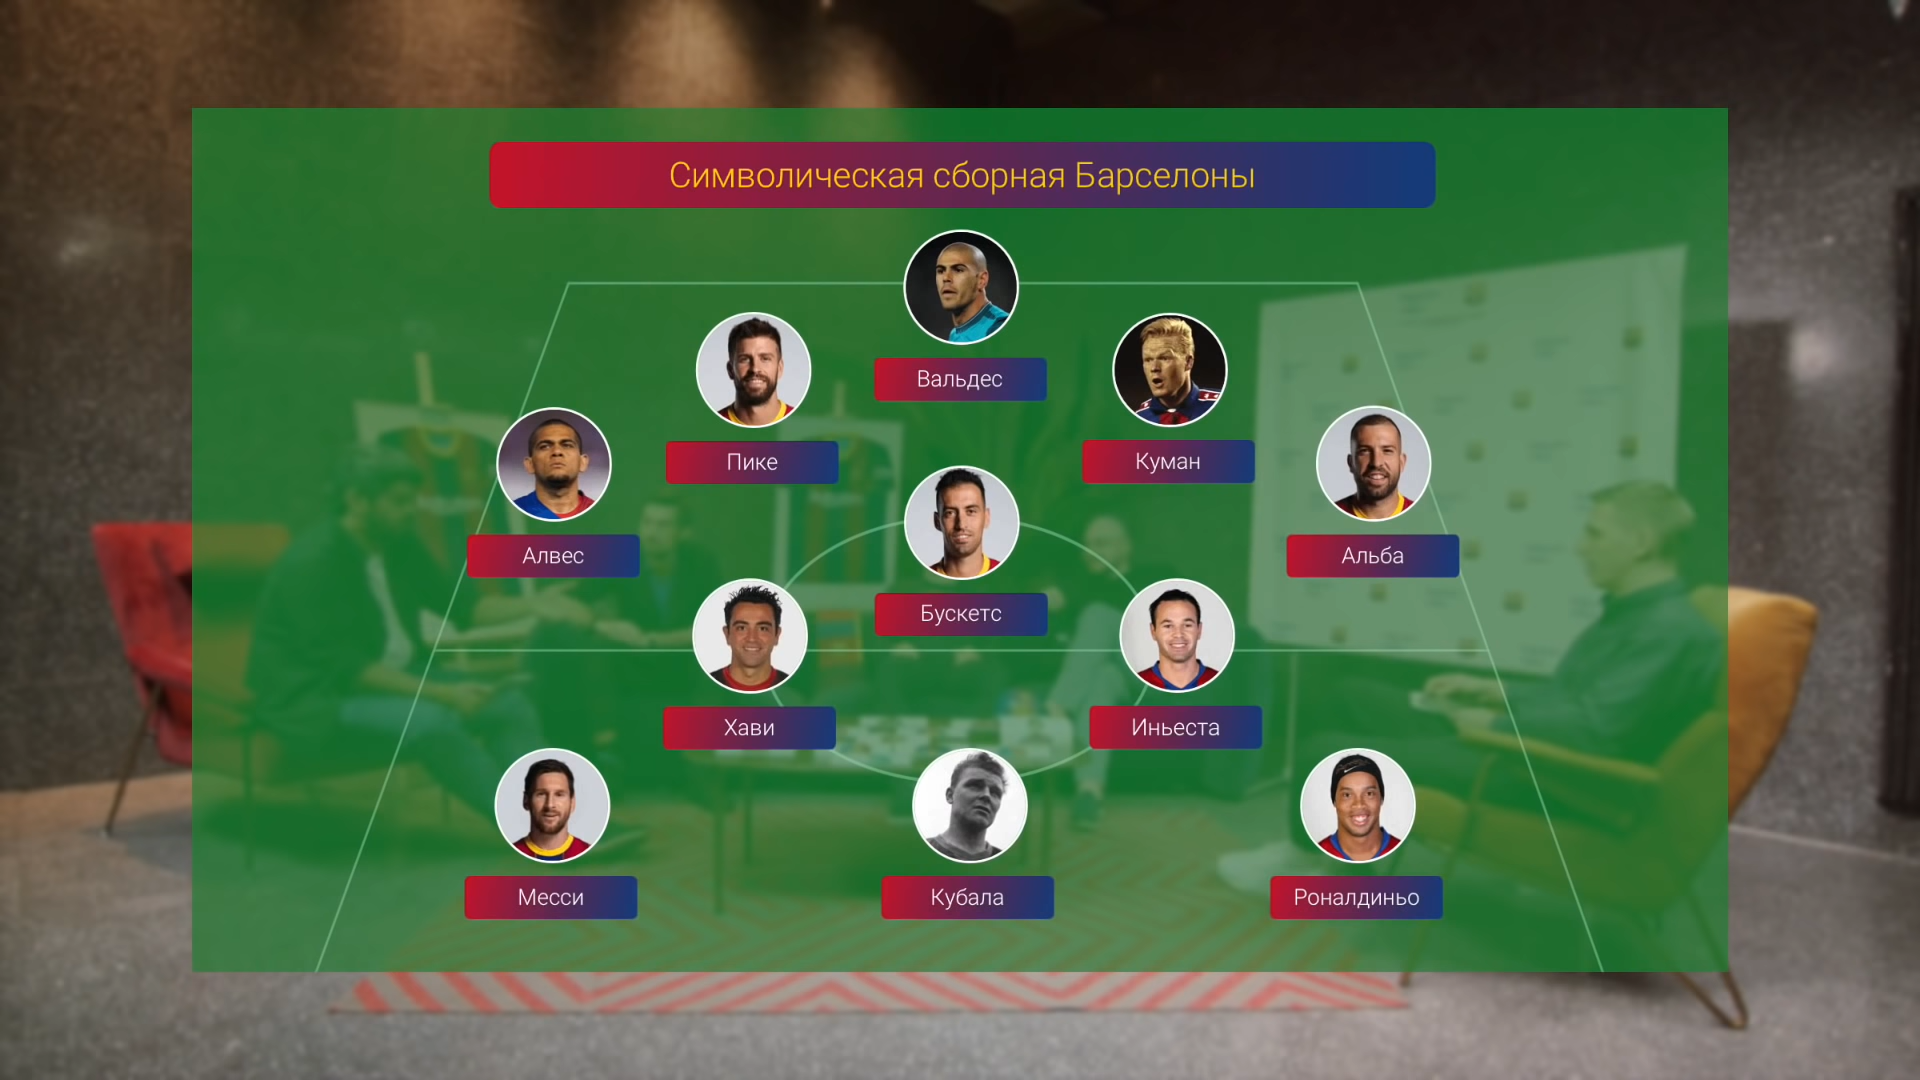 Символическая сборная Барселоны
Вальдес
Пике
Куман
Алвес
Альба
Бускетс
Хави
Иньеста
Месси
Кубала
Роналдиньо